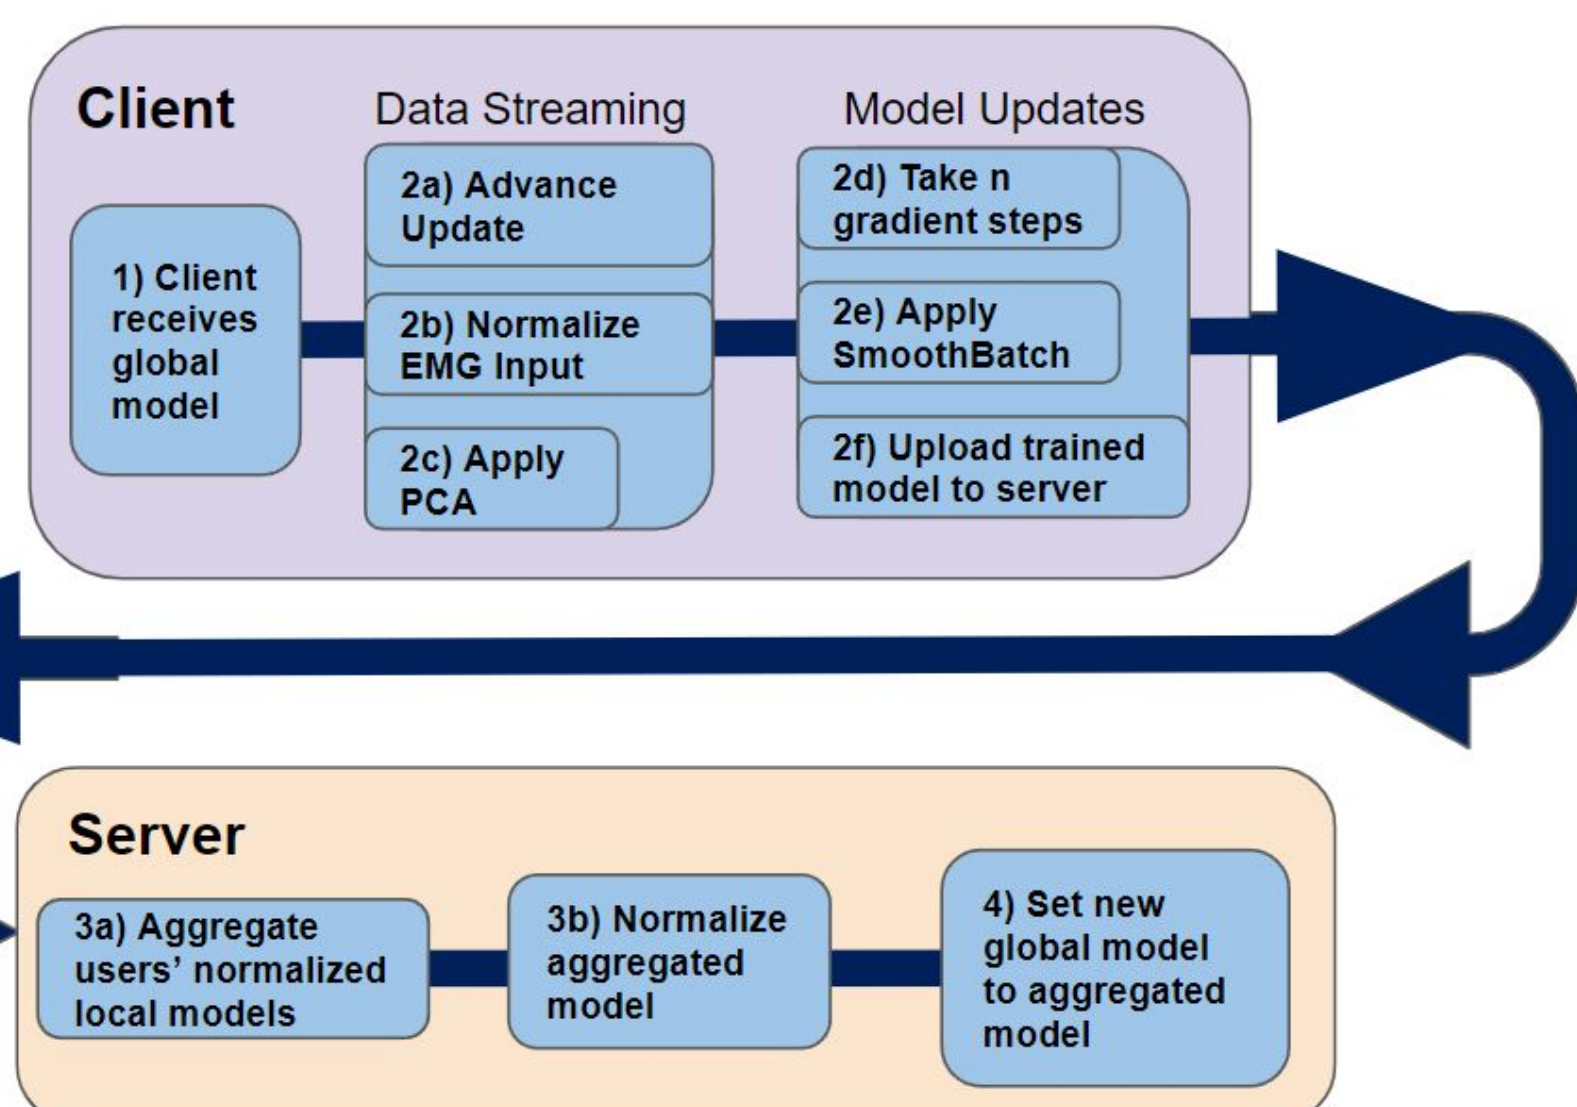 Client
Data Streaming
Model Updates
1) Client
receives
global
model
2a) Advance
Update
2b) Normalize
EMG Input
2c) Apply
PCA
2d) Take n
gradient steps
2e) Apply
SmoothBatch
2f) Upload trained
model to server
Server
3a) Aggregate
users’ normalized
local models
3b) Normalize
aggregated
model
4) Set new
global model
to aggregated
model